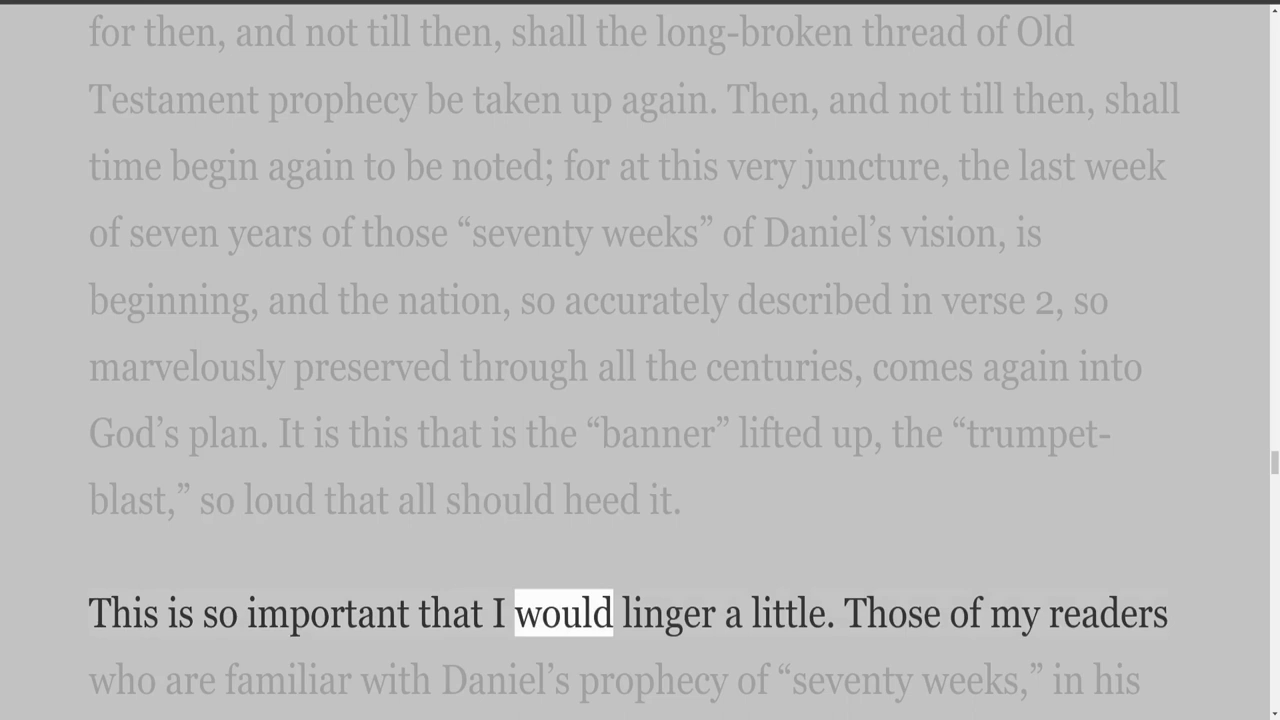 for then, and not till then, shall the long-broken thread of Old
Testament prophecy be taken up again. Then, and not till then, shall
time begin again to be noted; for at this very juncture, the last week
of seven years of those “seventy weeks” of Daniel’s vision, is
beginning, and the nation, so accurately described in verse 2, so
marvelously preserved through all the centuries, comes again into
God’s plan. It is this that is the “banner” lifted up, the “trumpet-
blast,” so loud that all should heed it.
This is so important that I would linger a little. Those of my readers
who are familiar with Daniel’s prophecy of “seventy weeks,” in his